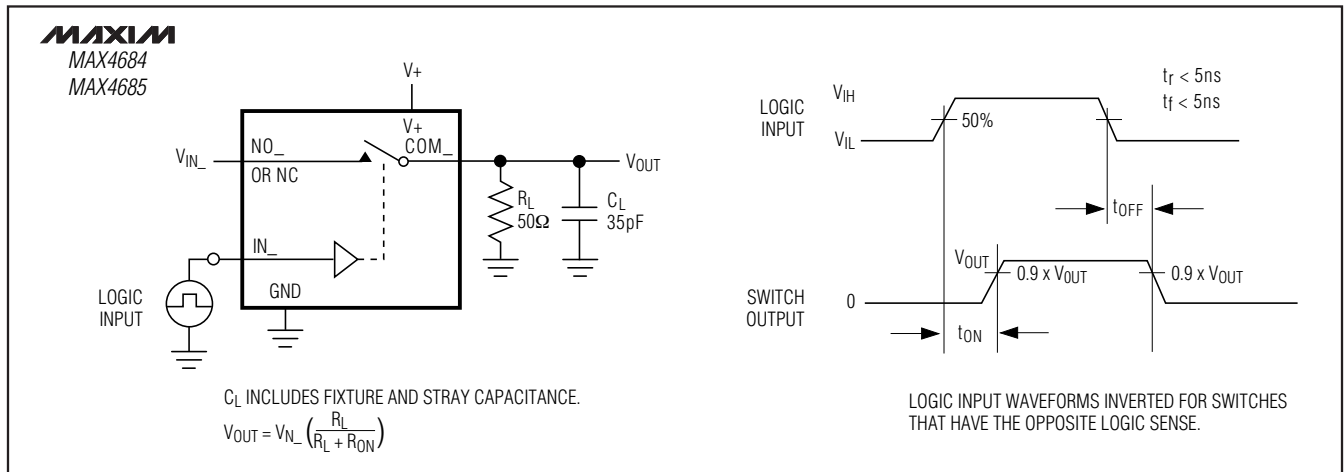 MAXIM
MAX4684
MAX4685
V+
V+
NO_
COM_
VIN_
OR NC
VOUT
RL
50Ω
CL
35pF
IN_
GND
LOGIC
INPUT
CL INCLUDES FIXTURE AND STRAY CAPACITANCE.
VOUT = VN_ (RL / RL + RON)
LOGIC
INPUT
VIH
VIL
50%
tr < 5ns
tf < 5ns
tOFF
VOUT
0.9 x VOUT
0.9 x VOUT
SWITCH
OUTPUT
0
tON
LOGIC INPUT WAVEFORMS INVERTED FOR SWITCHES
THAT HAVE THE OPPOSITE LOGIC SENSE.